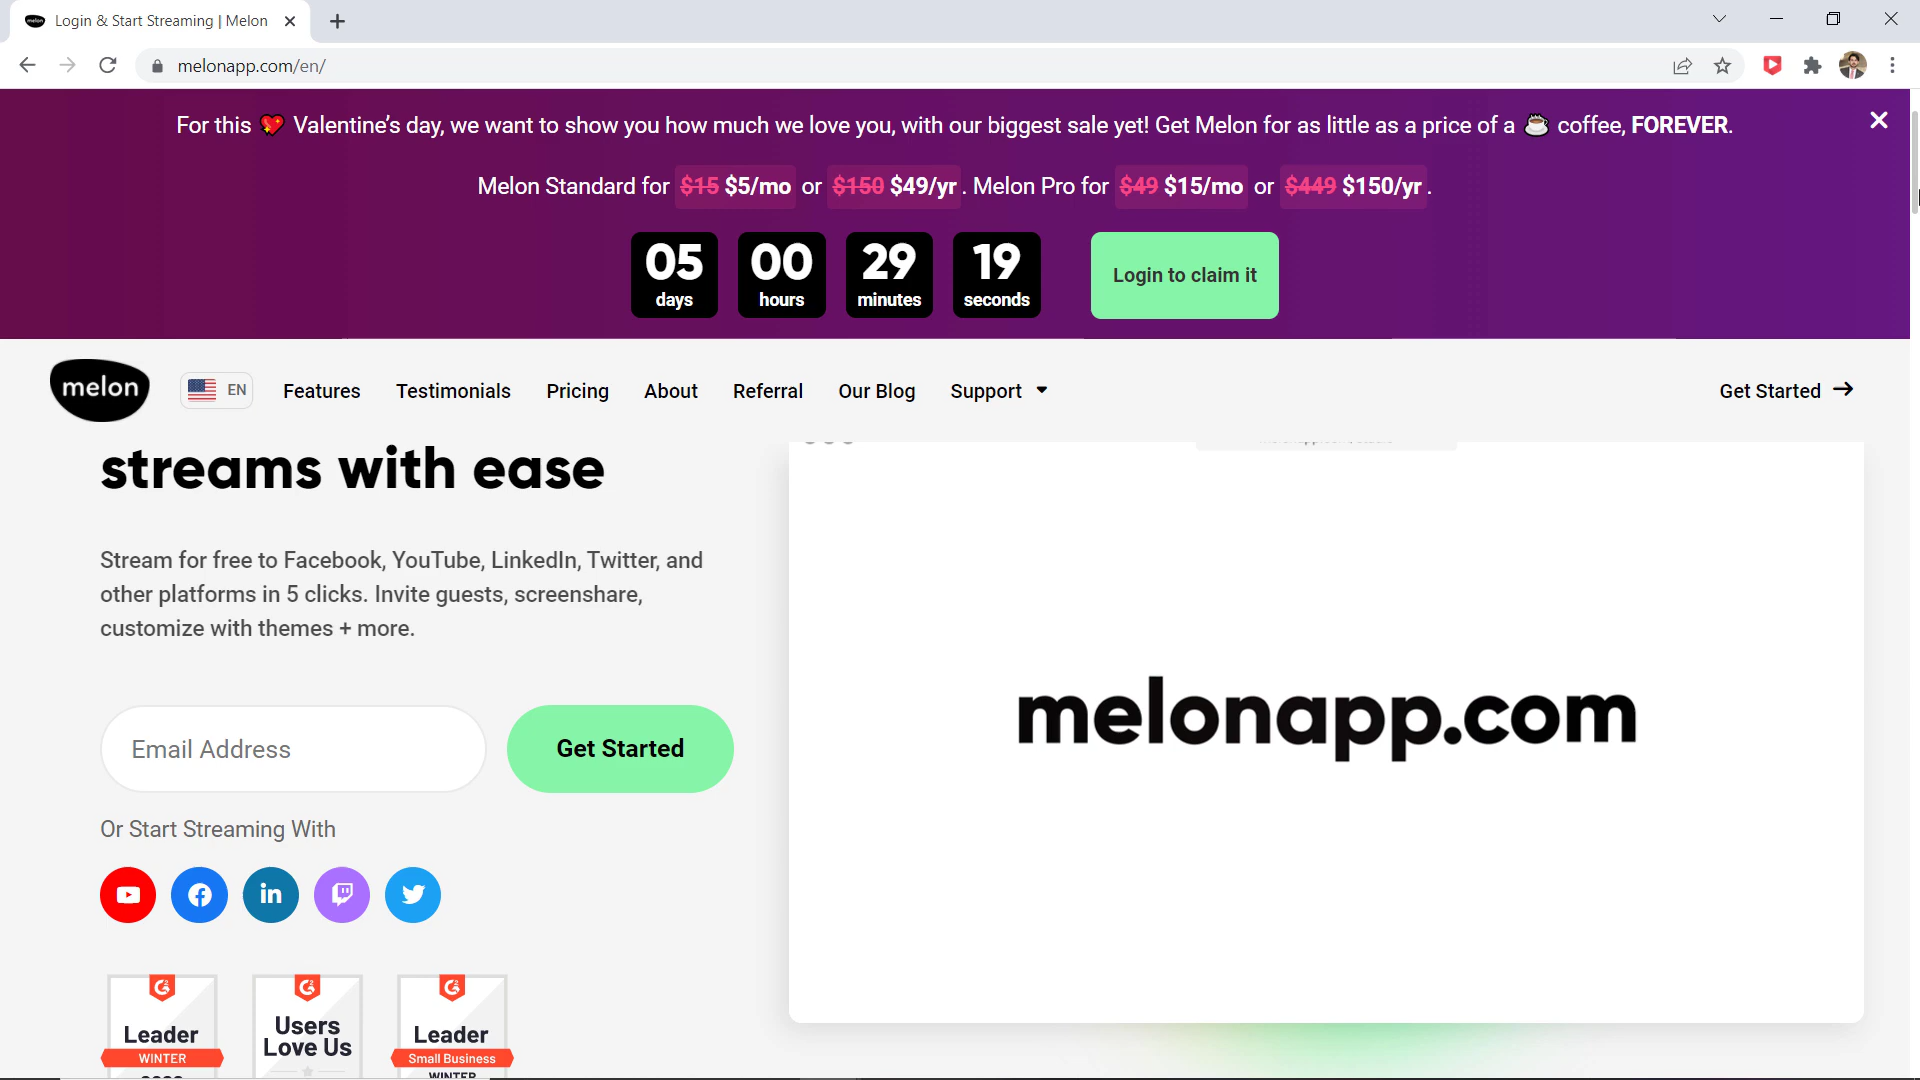 Login & Start Streaming | Melon
melonapp.com/en/
For this 💖 Valentine’s day, we want to show you how much we love you, with our biggest sale yet! Get Melon for as little as a price of a ☕ coffee, FOREVER.
Melon Standard for $15 $5/mo or $150 $49/yr . Melon Pro for $49 $15/mo or $449 $150/yr .
05 00 29 19
days hours minutes seconds
Login to claim it
melon EN Features Testimonials Pricing About Referral Our Blog Support Get Started
streams with ease
Stream for free to Facebook, YouTube, LinkedIn, Twitter, and
other platforms in 5 clicks. Invite guests, screenshare,
customize with themes + more.
Email Address Get Started
Or Start Streaming With
melonapp.com
Leader
WINTER
Users
Love Us
Leader
Small Business
WINTER